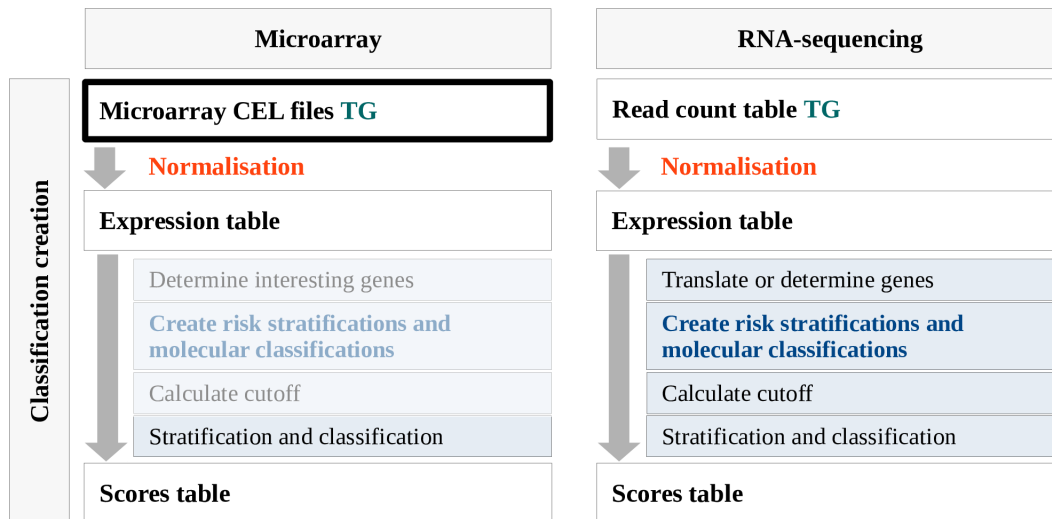 Microarray
RNA-sequencing
Classification creation
Microarray CEL files TG
Read count table TG
Normalisation
Normalisation
Expression table
Expression table
Determine interesting genes
Create risk stratifications and
molecular classifications
Calculate cutoff
Stratification and classification
Translate or determine genes
Create risk stratifications and
molecular classifications
Calculate cutoff
Stratification and classification
Scores table
Scores table